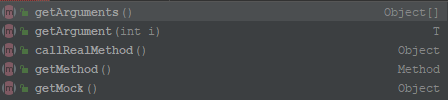 m getArguments() Object[]
m getArgument(int i) T
m callRealMethod() Object
m getMethod() Method
m getMock() Object